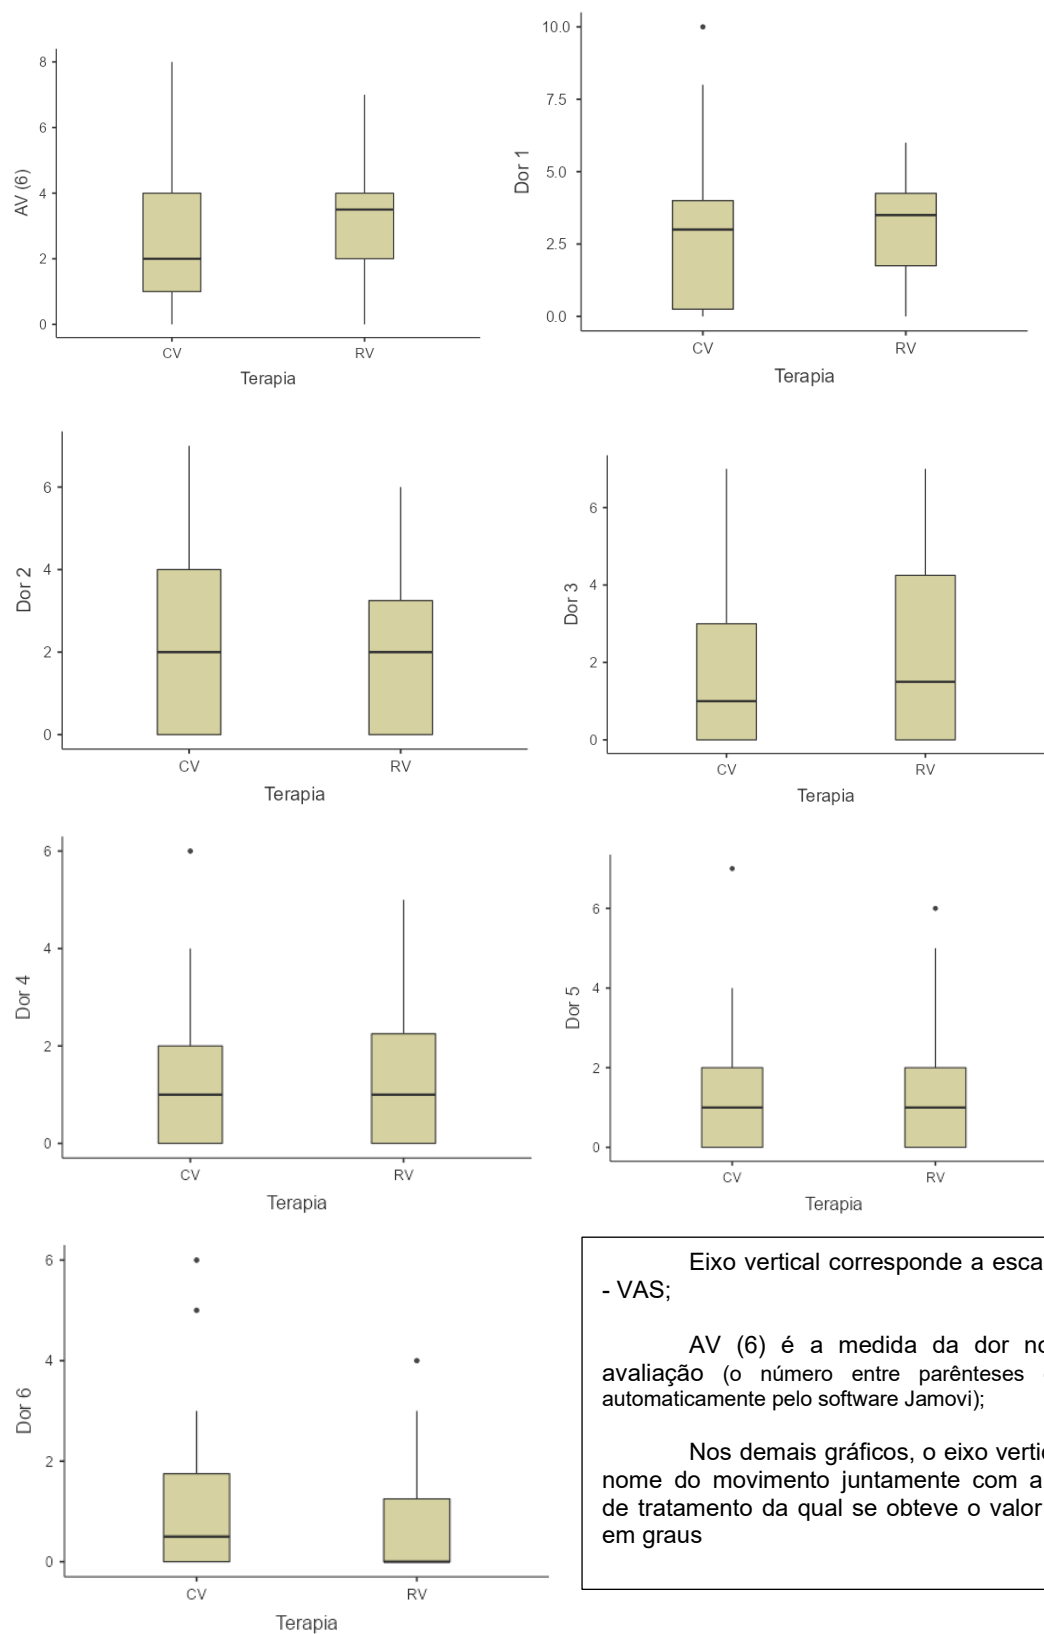 8
6
4
2
0
AV (6)
CV
RV
Terapia
10.0
7.5
5.0
2.5
0.0
Dor 1
CV
RV
Terapia
6
4
2
0
Dor 2
CV
RV
Terapia
6
4
2
0
Dor 3
CV
RV
Terapia
6
4
2
0
Dor 4
CV
RV
Terapia
6
4
2
0
Dor 5
CV
RV
Terapia
6
4
2
0
Dor 6
CV
RV
Terapia
Eixo vertical corresponde a
- VAS;
AV (6) é a medida da dor
avaliação (o número entre parênteses
automaticamente pelo software Jamovi);
Nos demais gráficos, o eixo
nome do movimento juntamente com a
de tratamento da qual se obteve o valor
em graus